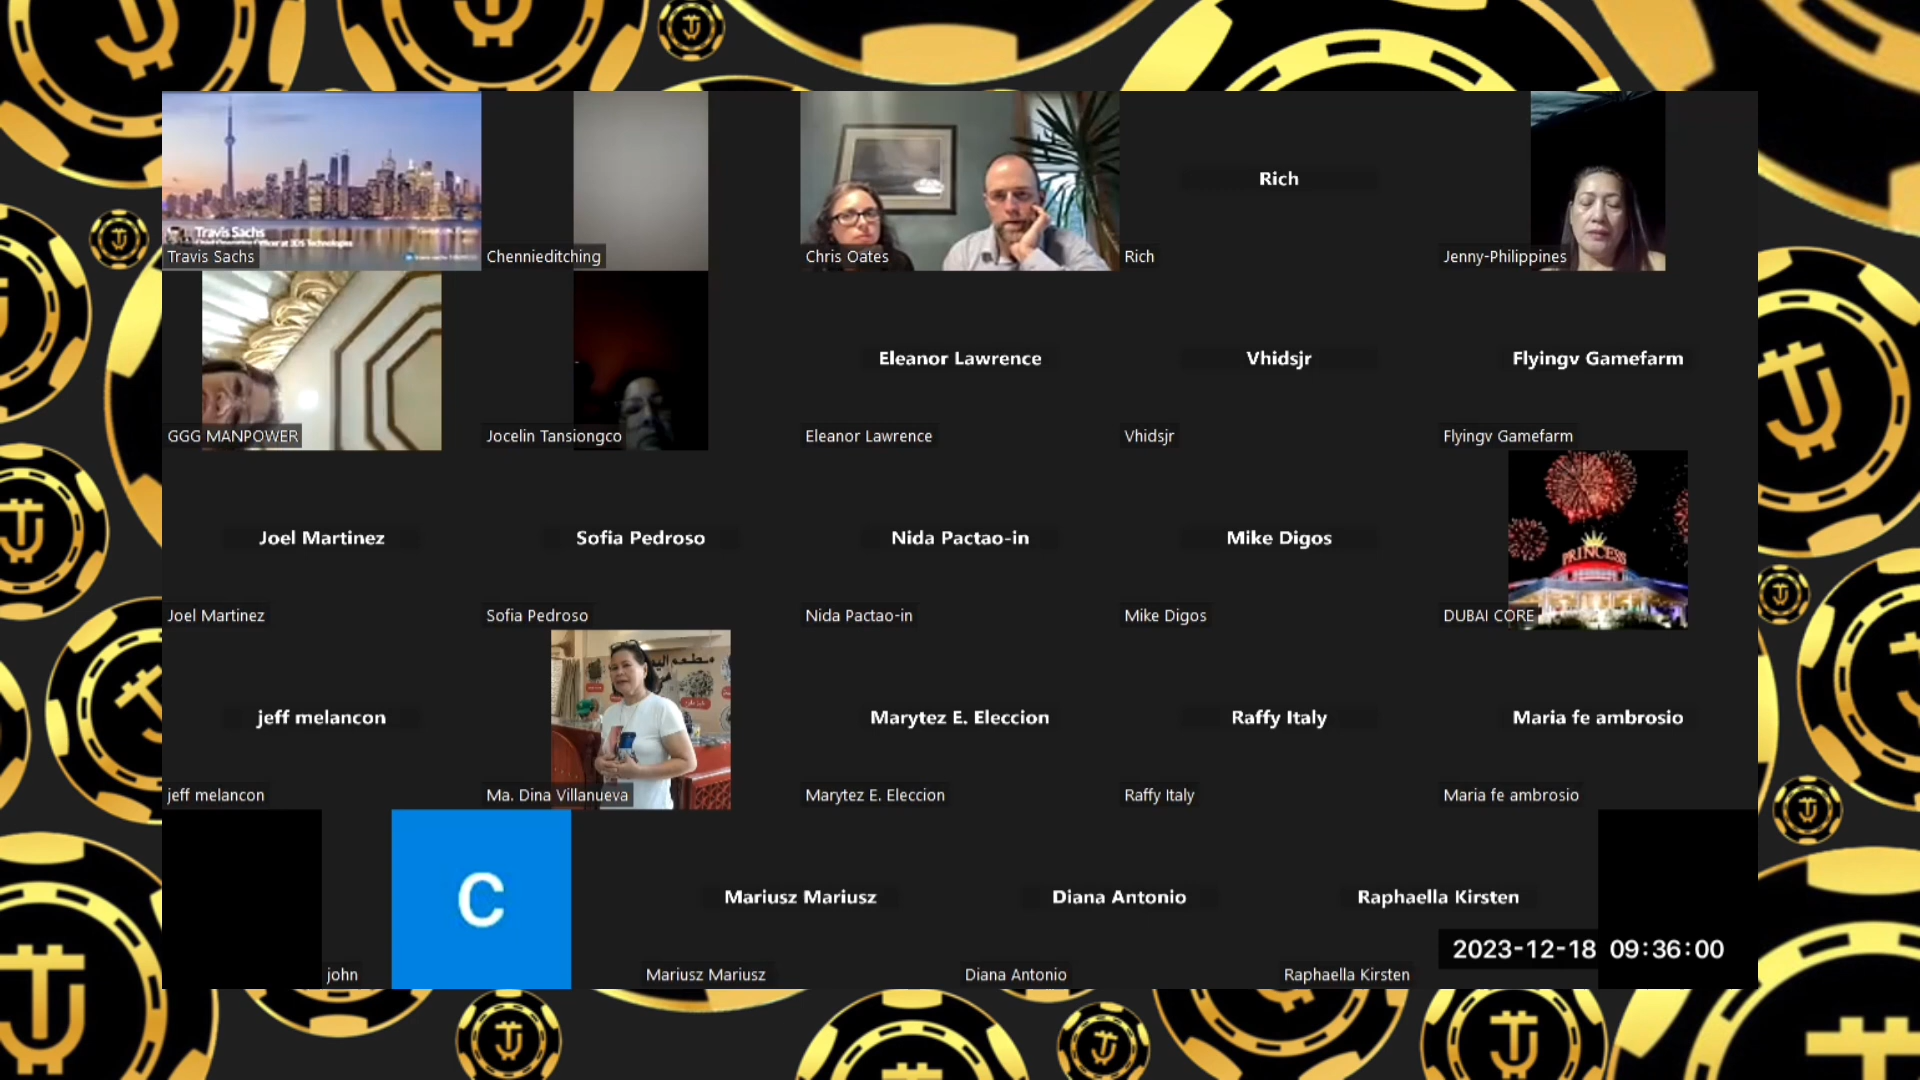 Travis Sachs
Travis Sachs
Chennieditching
Chris Oates
Rich
Rich
Jenny-Philippines
GGG MANPOWER
Jocelin Tansiongco
Eleanor Lawrence
Eleanor Lawrence
Vhidsjr
Vhidsjr
Flyingv Gamefarm
Flyingv Gamefarm
Joel Martinez
Joel Martinez
Sofia Pedroso
Sofia Pedroso
Nida Pactao-in
Nida Pactao-in
Mike Digos
Mike Digos
PRINCESS
DUBAI CORE
jeff melancon
jeff melancon
Ma. Dina Villanueva
Marytez E. Eleccion
Marytez E. Eleccion
Raffy Italy
Raffy Italy
Maria fe ambrosio
Maria fe ambrosio
john
C
Mariusz Mariusz
Mariusz Mariusz
Diana Antonio
Diana Antonio
Raphaella Kirsten
Raphaella Kirsten
2023-12-18 09:36:00